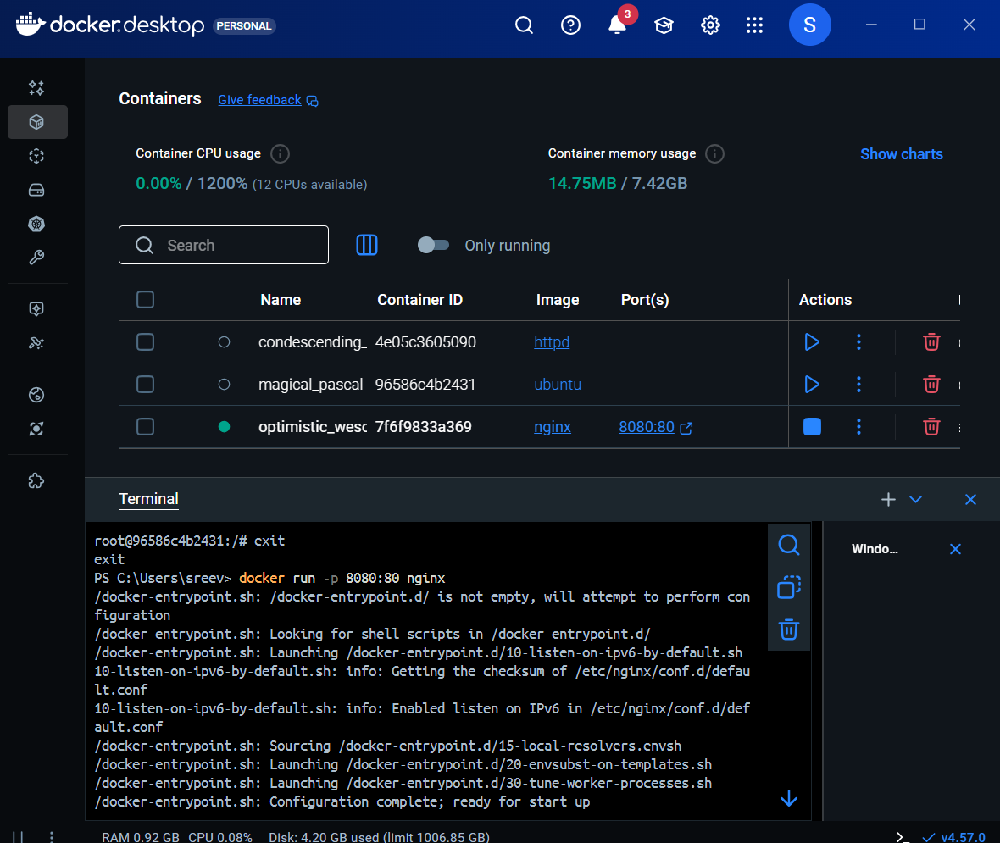 docker.desktop PERSONAL
3
S
Containers Give feedback
Container CPU usage
0.00% / 1200% (12 CPUs available)
Container memory usage
14.75MB / 7.42GB
Show charts
Search
Only running
Name Container ID Image Port(s) Actions
condescending_ 4e05c3605090 httpd
magical_pascal 96586c4b2431 ubuntu
optimistic_wesc 7f6f9833a369 nginx 8080:80
Terminal
root@96586c4b2431:/# exit
exit
PS C:\Users\sreev> docker run -p 8080:80 nginx
/docker-entrypoint.sh: /docker-entrypoint.d/ is not empty, will attempt to perform con
figuration
/docker-entrypoint.sh: Looking for shell scripts in /docker-entrypoint.d/
/docker-entrypoint.sh: Launching /docker-entrypoint.d/10-listen-on-ipv6-by-default.sh
10-listen-on-ipv6-by-default.sh: info: Getting the checksum of /etc/nginx/conf.d/defau
lt.conf
10-listen-on-ipv6-by-default.sh: info: Enabled listen on IPv6 in /etc/nginx/conf.d/def
ault.conf
/docker-entrypoint.sh: Sourcing /docker-entrypoint.d/15-local-resolvers.envsh
/docker-entrypoint.sh: Launching /docker-entrypoint.d/20-envsubst-on-templates.sh
/docker-entrypoint.sh: Launching /docker-entrypoint.d/30-tune-worker-processes.sh
/docker-entrypoint.sh: Configuration complete; ready for start up
Windo...
RAM 0.92 GB CPU 0.08% Disk: 4.20 GB used (limit 1006.85 GB)
v4.57.0